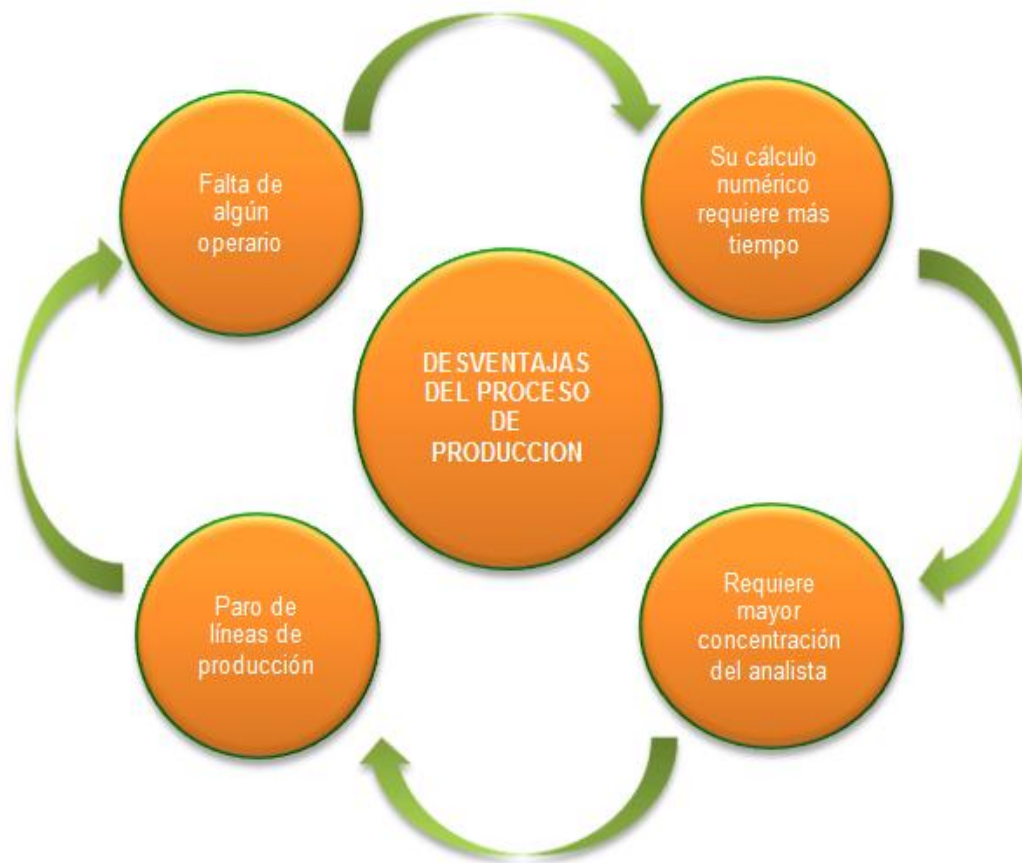 Falta de
algún
operario
Su cálculo
numérico
requiere más
tiempo
DESVENTAJAS
DEL PROCESO
DE
PRODUCCION
Paro de
líneas de
producción
Requiere
mayor
concentración
del analista